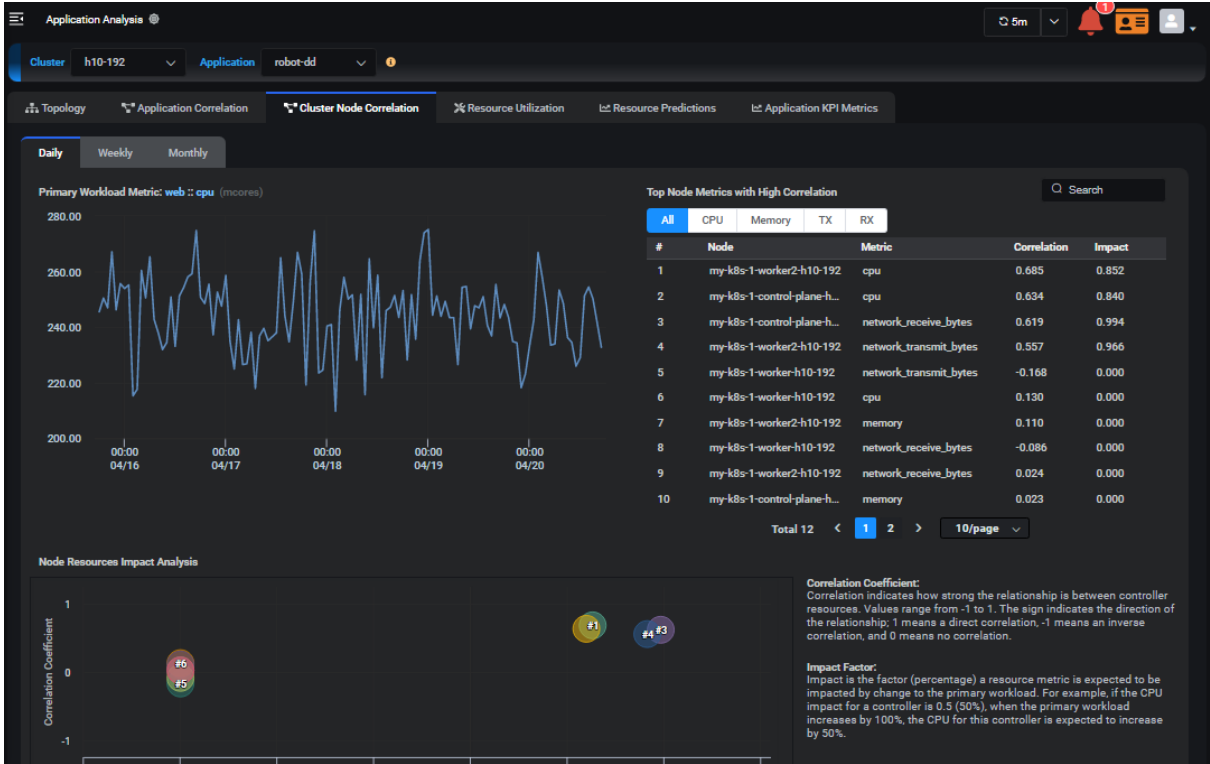 Application Analysis
5m
1
Cluster h10-192 Application robot-dd
Topology Application Correlation Cluster Node Correlation Resource Utilization Resource Predictions Application KPI Metrics
Daily Weekly Monthly
Primary Workload Metric: web :: cpu (mcores)
280.00
260.00
240.00
220.00
200.00
00:00 00:00 00:00 00:00 00:00
04/16 04/17 04/18 04/19 04/20
Top Node Metrics with High Correlation
Search
All CPU Memory TX RX
# Node Metric Correlation Impact
1 my-k8s-1-worker2-h10-192 cpu 0.685 0.852
2 my-k8s-1-control-plane-h... cpu 0.634 0.840
3 my-k8s-1-control-plane-h... network_receive_bytes 0.619 0.994
4 my-k8s-1-worker2-h10-192 network_transmit_bytes 0.557 0.966
5 my-k8s-1-worker-h10-192 network_transmit_bytes -0.168 0.000
6 my-k8s-1-worker-h10-192 cpu 0.130 0.000
7 my-k8s-1-worker2-h10-192 memory 0.110 0.000
8 my-k8s-1-worker-h10-192 network_receive_bytes -0.086 0.000
9 my-k8s-1-worker2-h10-192 network_receive_bytes 0.024 0.000
10 my-k8s-1-control-plane-h... memory 0.023 0.000
Total 12 1 2 10/page
Node Resources Impact Analysis
Correlation Coefficient
1
0
-1
#1
#4 #3
#6
#5
Correlation Coefficient:
Correlation indicates how strong the relationship is between controller
resources. Values range from -1 to 1. The sign indicates the direction of
the relationship; 1 means a direct correlation, -1 means an inverse
correlation, and 0 means no correlation.
Impact Factor:
Impact is the factor (percentage) a resource metric is expected to be
impacted by change to the primary workload. For example, if the CPU
impact for a controller is 0.5 (50%), when the primary workload
increases by 100%, the CPU for this controller is expected to increase
by 50%.